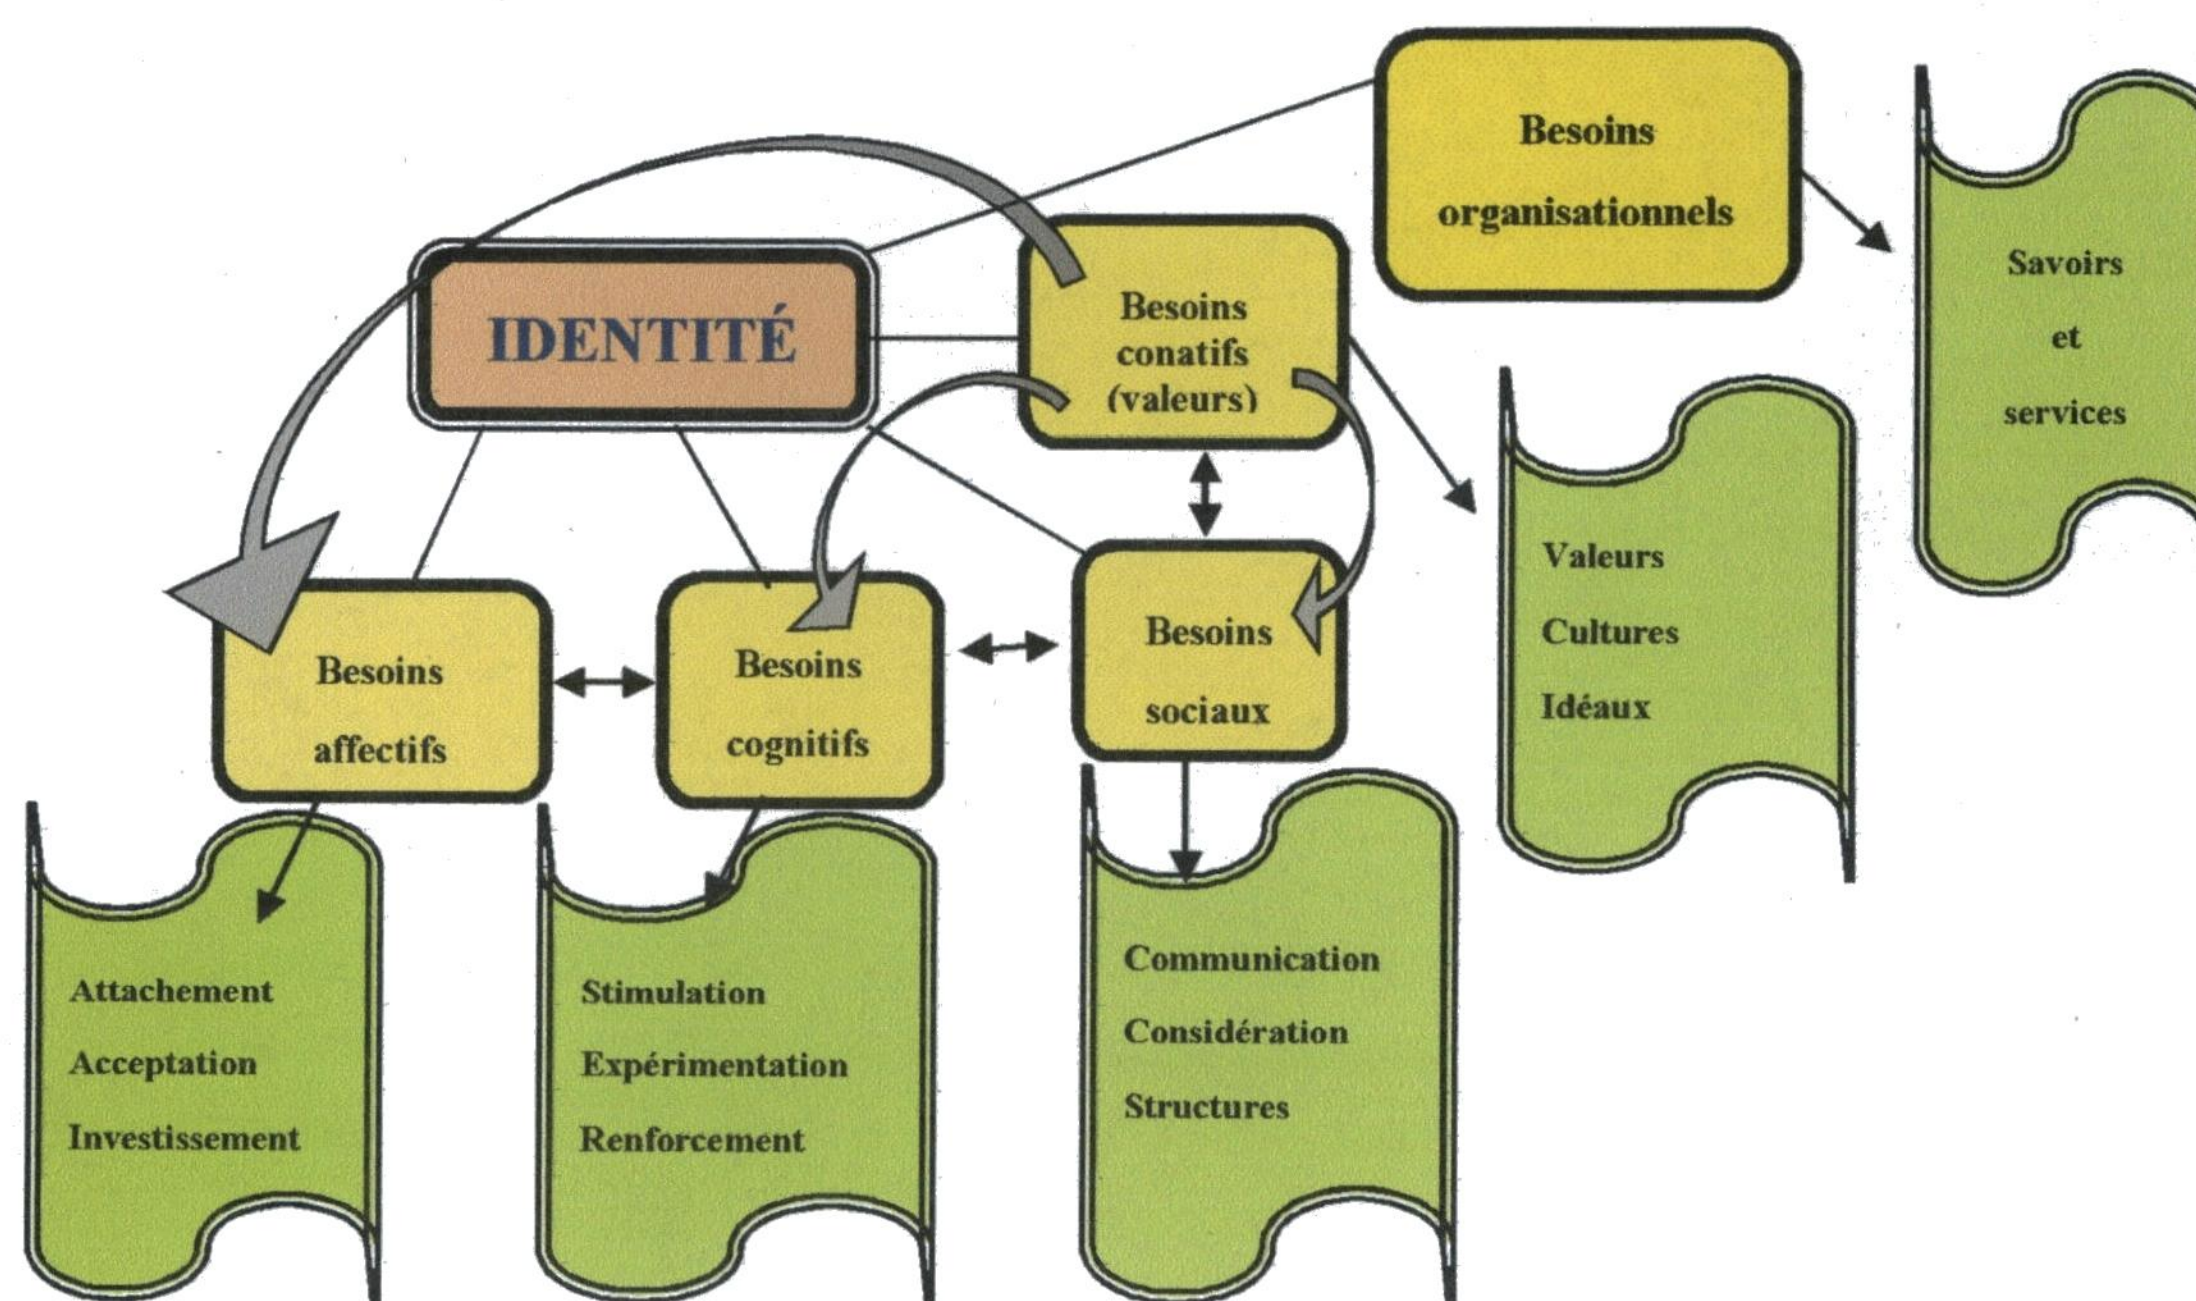 Besoins
organisationnels
Savoirs
et
services
IDENTITÉ
Besoins
conatifs
(valeurs)
Valeurs
Cultures
Idéaux
Besoins
affectifs
Besoins
cognitifs
Besoins
sociaux
Attachement
Acceptation
Investissement
Stimulation
Expérimentation
Renforcement
Communication
Considération
Structures